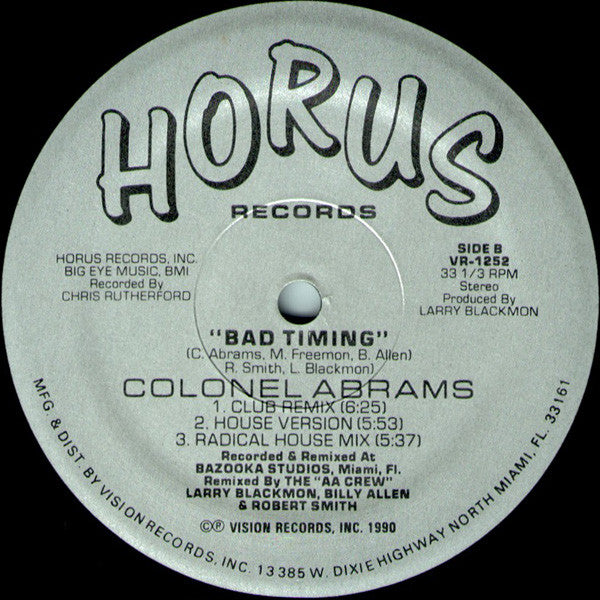 HORUS
RECORDS
HORUS RECORDS, INC.
BIG EYE MUSIC, BMI
Recorded By
CHRIS RUTHERFORD
SIDE B
VR-1252
33 1/3 RPM
Stereo
Produced By
LARRY BLACKMON
"BAD TIMING"
(C. Abrams, M. Freemon, B. Allen)
R. Smith, L. Blackmon)
COLONEL ABRAMS
1. CLUB REMIX (6:25)
2. HOUSE VERSION (5:53)
3. RADICAL HOUSE MIX (5:37)
Recorded & Remixed At
BAZOOKA STUDIOS, Miami, Fl.
Remixed By THE "AA CREW"
LARRY BLACKMON, BILLY ALLEN
& ROBERT SMITH
©℗ VISION RECORDS, INC. 1990
MFG. & DIST. BY VISION RECORDS, INC. 13385 W. DIXIE HIGHWAY NORTH MIAMI, FL. 33161